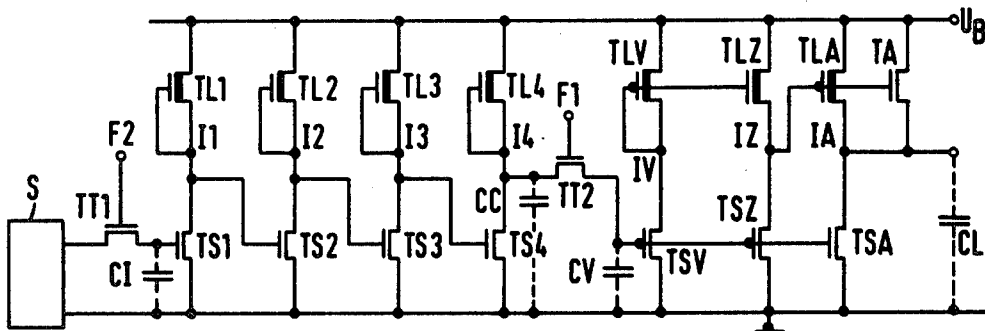 U_B
TLV TLZ TLA TA
TL1 TL2 TL3 TL4 F1
F2 I1 I2 I3 I4 IZ IA
IV
S TT1 CC TT2 TSZ
TS1 TS2 TS3 TS4 TSV TSA CL
CI CV